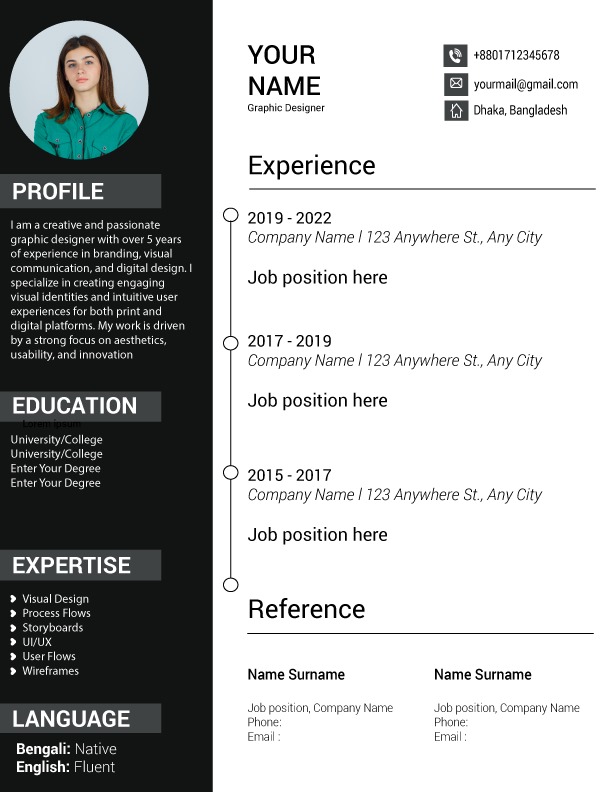 YOUR
NAME
Graphic Designer
+8801712345678
yourmail@gmail.com
Dhaka, Bangladesh
PROFILE
I am a creative and passionate
graphic designer with over 5 years
of experience in branding, visual
communication, and digital design. I
specialize in creating engaging
visual identities and intuitive user
experiences for both print and
digital platforms. My work is driven
by a strong focus on aesthetics,
usability, and innovation
EDUCATION
Lorem Ipsum
University/College
University/College
Enter Your Degree
Enter Your Degree
EXPERTISE
Visual Design
Process Flows
Storyboards
UI/UX
User Flows
Wireframes
LANGUAGE
Bengali: Native
English: Fluent
Experience
2019 - 2022
Company Name l 123 Anywhere St., Any City
Job position here
2017 - 2019
Company Name l 123 Anywhere St., Any City
Job position here
2015 - 2017
Company Name l 123 Anywhere St., Any City
Job position here
Reference
Name Surname
Job position, Company Name
Phone:
Email :
Name Surname
Job position, Company Name
Phone:
Email :